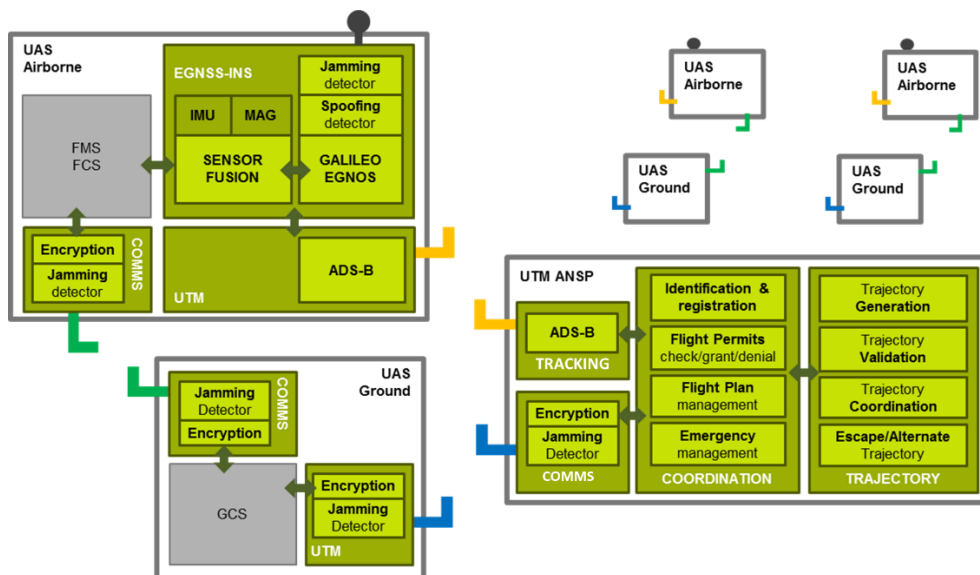 UAS
Airborne
EGNSS-INS
Jamming
detector
Spoofing
detector
IMU
MAG
FMS
FCS
SENSOR
FUSION
GALILEO
EGNOS
Encryption
Jamming
detector
COMMS
ADS-B
UTM
UAS
Ground
Jamming
Detector
Encryption
COMMS
GCS
Encryption
Jamming
Detector
UTM
UAS
Airborne
UAS
Airborne
UAS
Ground
UAS
Ground
UTM ANSP
ADS-B
TRACKING
Encryption
Jamming
Detector
COMMS
Identification &
registration
Flight Permits
check/grant/denial
Flight Plan
management
Emergency
management
COORDINATION
Trajectory
Generation
Trajectory
Validation
Trajectory
Coordination
Escape/Alternate
Trajectory
TRAJECTORY